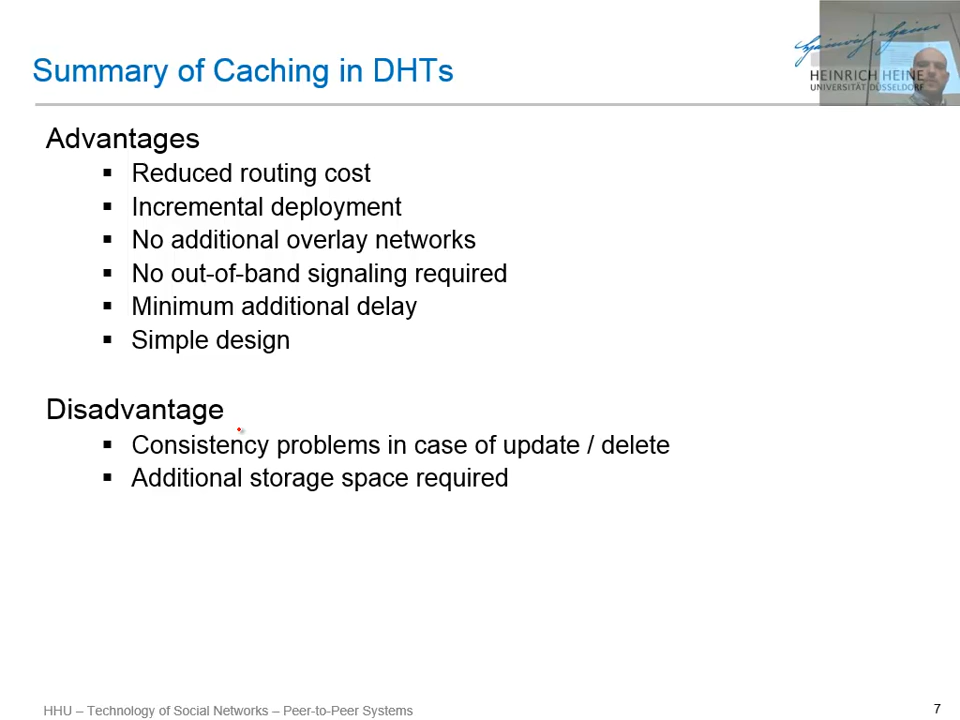 Summary of Caching in DHTs
Heinrich Heine
HEINRICH HEINE
UNIVERSITÄT DÜSSELDORF
Advantages
▪ Reduced routing cost
▪ Incremental deployment
▪ No additional overlay networks
▪ No out-of-band signaling required
▪ Minimum additional delay
▪ Simple design
Disadvantage
▪ Consistency problems in case of update / delete
▪ Additional storage space required
HHU – Technology of Social Networks – Peer-to-Peer Systems
7